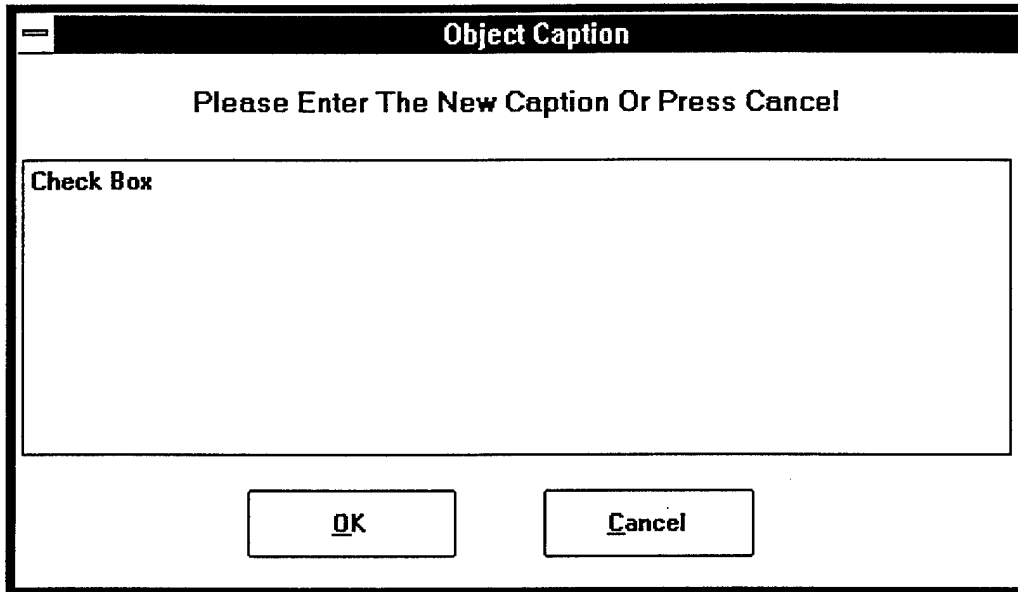 Object Caption
Please Enter The New Caption Or Press Cancel
Check Box
OK
Cancel